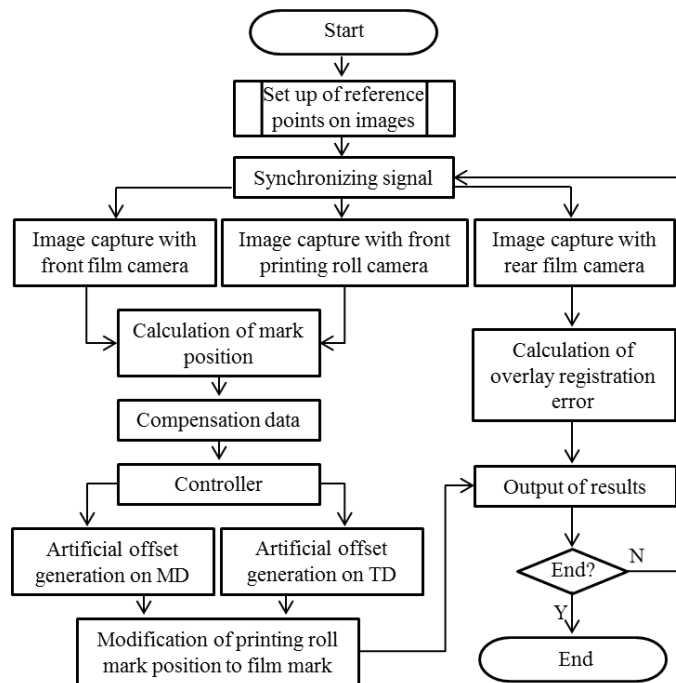 Start
Set up of reference
points on images
Synchronizing signal
Image capture with
front film camera
Image capture with front
printing roll camera
Image capture with
rear film camera
Calculation of mark
position
Calculation of
overlay registration
error
Compensation data
Controller
Output of results
Artificial offset
generation on MD
Artificial offset
generation on TD
End?
N
Y
Modification of printing roll
mark position to film mark
End